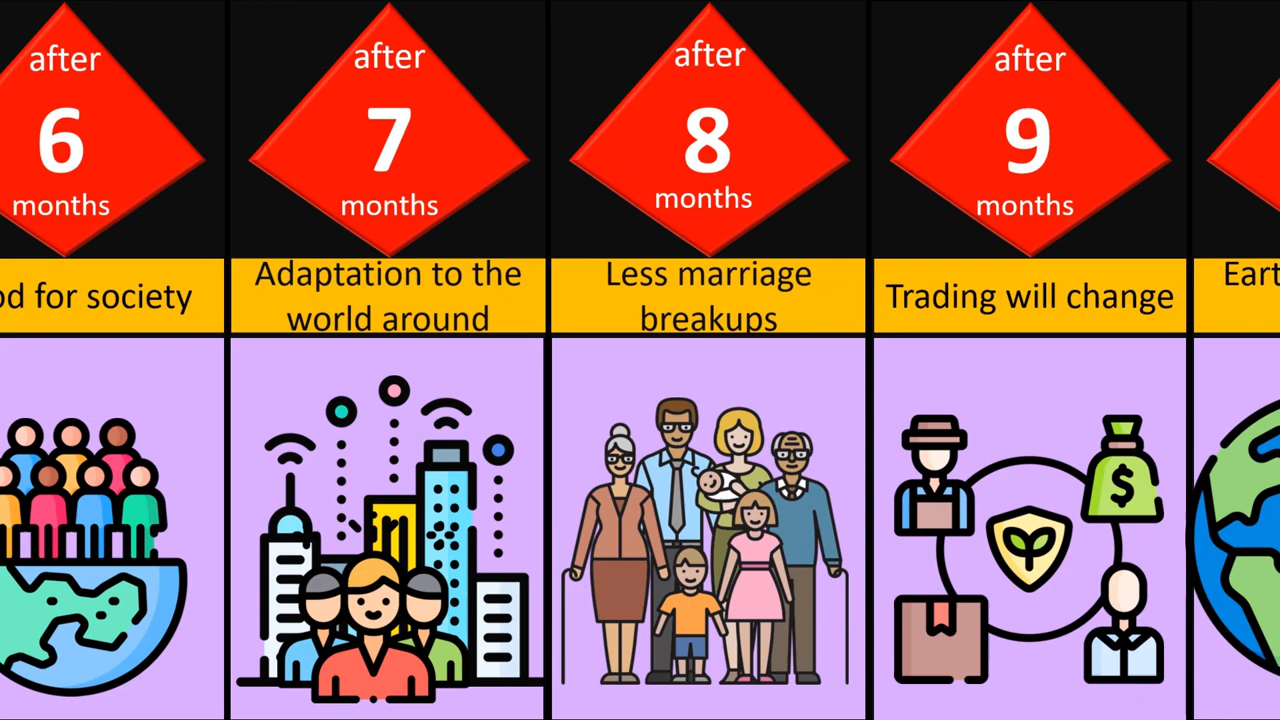 after
6
months
d for society
after
7
months
Adaptation to the
world around
after
8
months
Less marriage
breakups
after
9
months
Trading will change
Eart
$